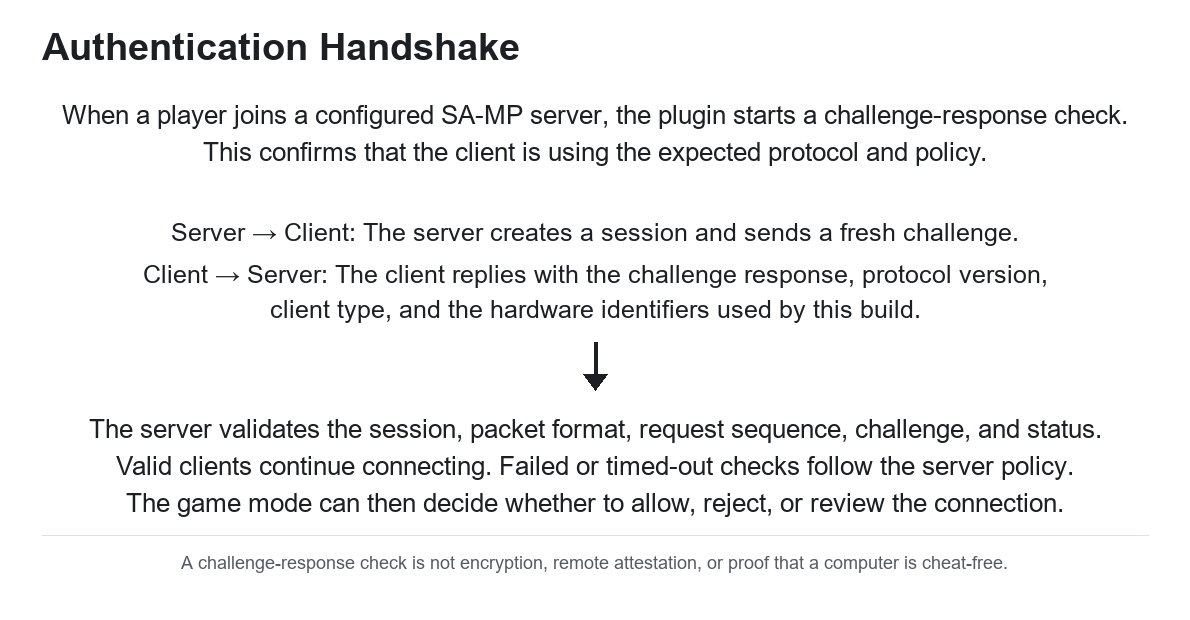 Authentication Handshake
When a player joins a configured SA-MP server, the plugin starts a challenge-response check.
This confirms that the client is using the expected protocol and policy.
Server → Client: The server creates a session and sends a fresh challenge.
Client → Server: The client replies with the challenge response, protocol version,
client type, and the hardware identifiers used by this build.
The server validates the session, packet format, request sequence, challenge, and status.
Valid clients continue connecting. Failed or timed-out checks follow the server policy.
The game mode can then decide whether to allow, reject, or review the connection.
A challenge-response check is not encryption, remote attestation, or proof that a computer is cheat-free.